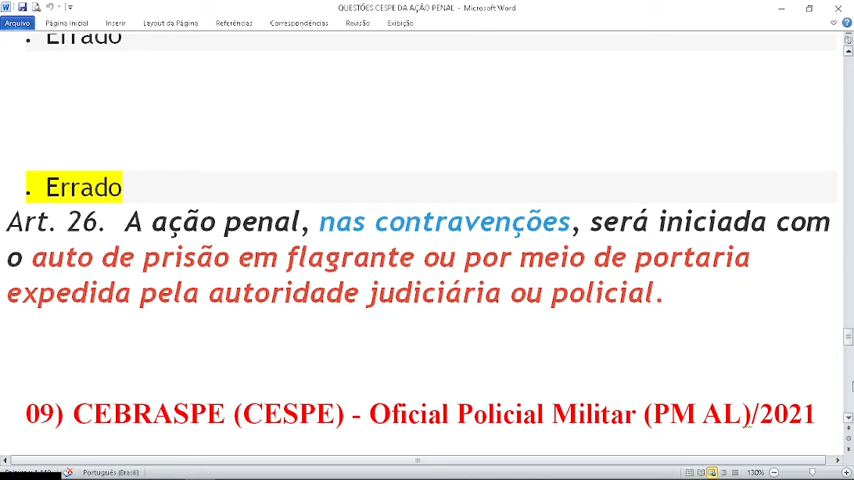 QUESTÕES CESPE DA AÇÃO PENAL - Microsoft Word
Arquivo Página Inicial Inserir Layout da Página Referências Correspondências Revisão Exibição
. Errado
. Errado
Art. 26. A ação penal, nas contravenções, será iniciada com
o auto de prisão em flagrante ou por meio de portaria
expedida pela autoridade judiciária ou policial.
09) CEBRASPE (CESPE) - Oficial Policial Militar (PM AL)/2021
Português (Brasil) 130%